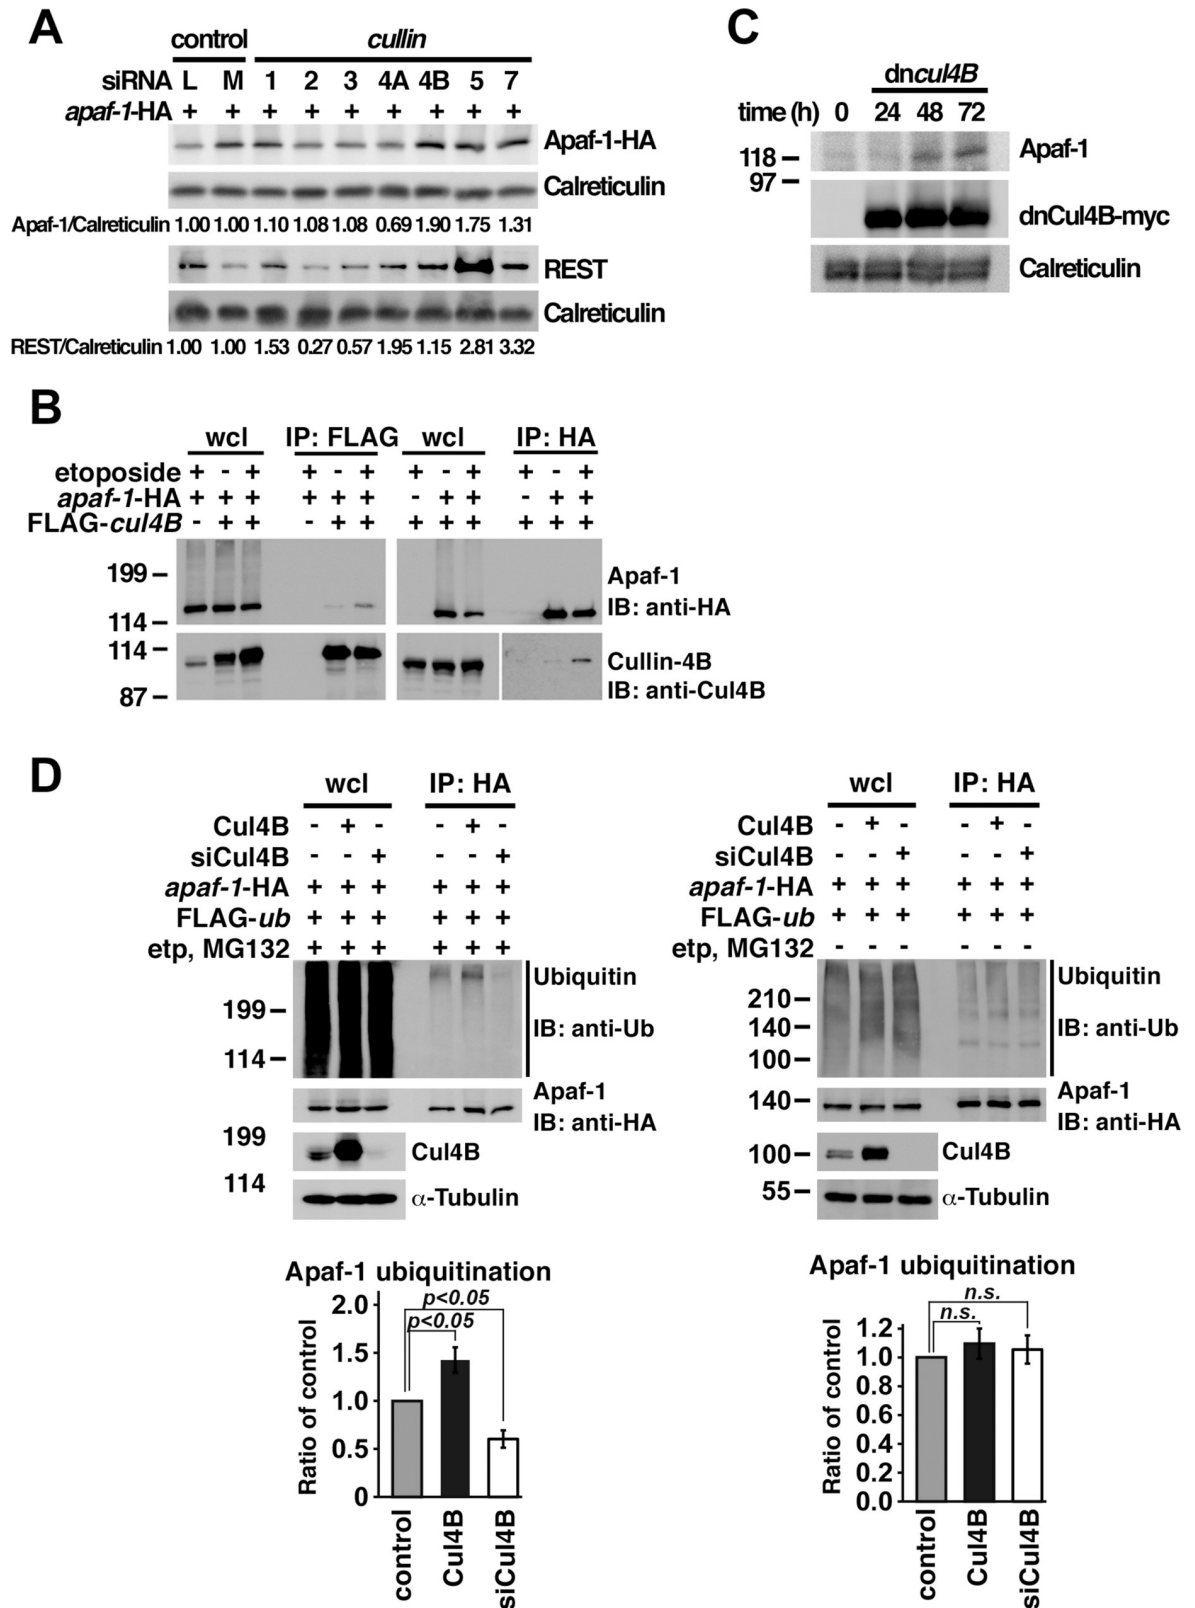 A
control cullin
siRNA L M 1 2 3 4A 4B 5 7
apaf-1-HA + + + + + + + + +
Apaf-1-HA
Calreticulin
Apaf-1/Calreticulin 1.00 1.00 1.10 1.08 1.08 0.69 1.90 1.75 1.31
REST
Calreticulin
REST/Calreticulin 1.00 1.00 1.53 0.27 0.57 1.95 1.15 2.81 3.32
C
dncul4B
time (h) 0 24 48 72
118
97
Apaf-1
dnCul4B-myc
Calreticulin
B
wcl IP: FLAG wcl IP: HA
etoposide + - + + - + + - + + - +
apaf-1-HA + + + + + + - + + - + +
FLAG-cul4B - + + - + + + + + + + +
199
114
Apaf-1
IB: anti-HA
114
87
Cullin-4B
IB: anti-Cul4B
D
wcl IP: HA
Cul4B - + - - + -
siCul4B - - + - - +
apaf-1-HA + + + + + +
FLAG-ub + + + + + +
etp, MG132 + + + + + +
199
114
Ubiquitin
IB: anti-Ub
Apaf-1
IB: anti-HA
199
114
Cul4B
α-Tubulin
Apaf-1 ubiquitination
p<0.05
p<0.05
Ratio of control
2.0
1.5
1.0
0.5
0
control
Cul4B
siCul4B
wcl IP: HA
Cul4B - + - - + -
siCul4B - - + - - +
apaf-1-HA + + + + + +
FLAG-ub + + + + + +
etp, MG132 - - - - - -
210
140
100
Ubiquitin
IB: anti-Ub
140
Apaf-1
IB: anti-HA
100
Cul4B
55
α-Tubulin
Apaf-1 ubiquitination
n.s.
n.s.
Ratio of control
1.2
1.0
0.8
0.6
0.4
0.2
0.0
control
Cul4B
siCul4B